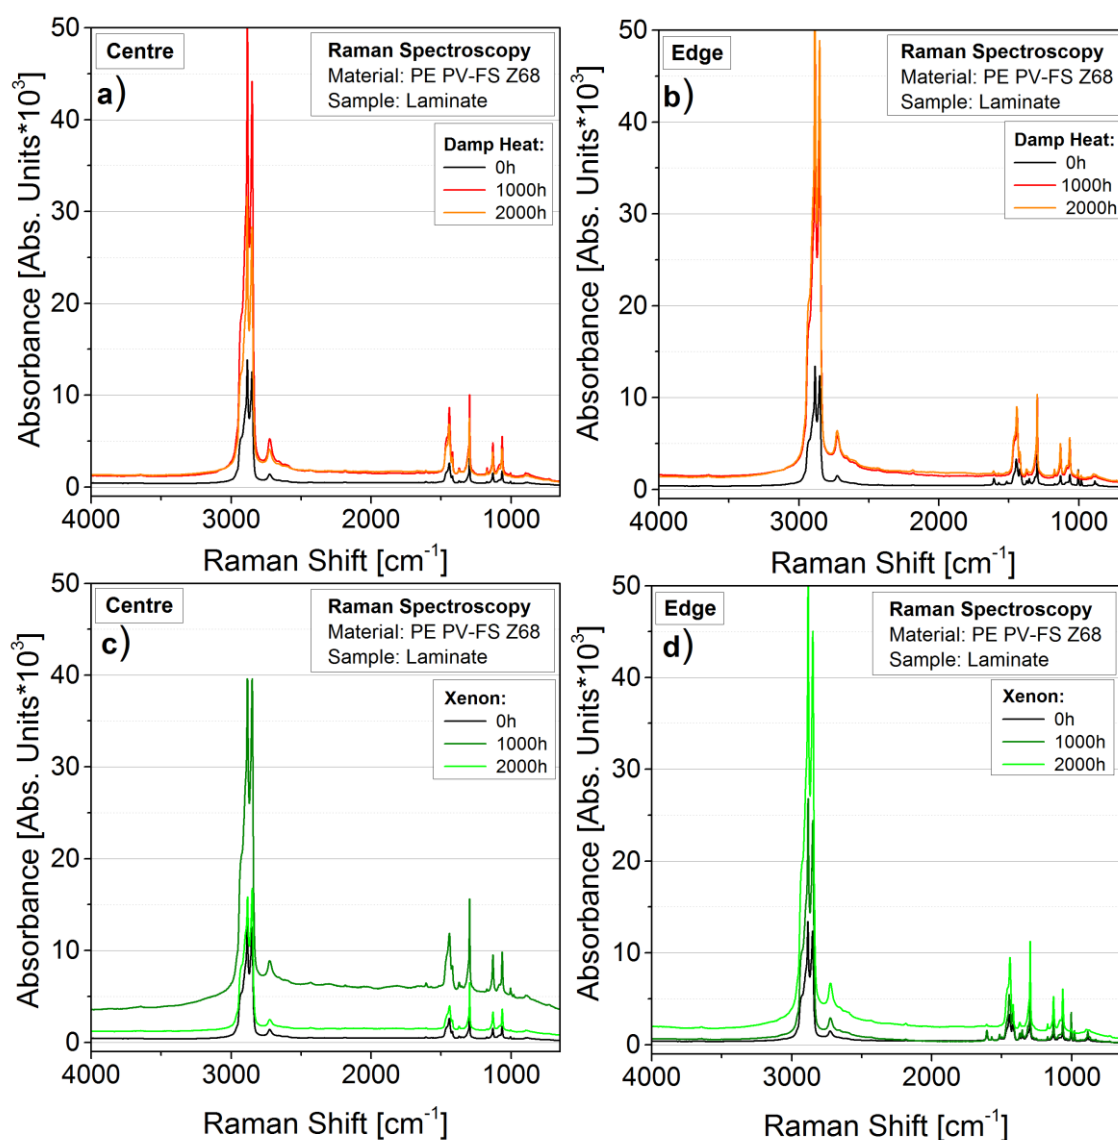 Centre
a)
Raman Spectroscopy
Material: PE PV-FS Z68
Sample: Laminate
Damp Heat:
0h
1000h
2000h
Absorbance [Abs. Units*10³]
50
40
30
20
10
0
4000 3000 2000 1000
Raman Shift [cm⁻¹]
Edge
b)
Raman Spectroscopy
Material: PE PV-FS Z68
Sample: Laminate
Damp Heat:
0h
1000h
2000h
Absorbance [Abs. Units*10³]
50
40
30
20
10
0
4000 3000 2000 1000
Raman Shift [cm⁻¹]
Centre
c)
Raman Spectroscopy
Material: PE PV-FS Z68
Sample: Laminate
Xenon:
0h
1000h
2000h
Absorbance [Abs. Units*10³]
50
40
30
20
10
0
4000 3000 2000 1000
Raman Shift [cm⁻¹]
Edge
d)
Raman Spectroscopy
Material: PE PV-FS Z68
Sample: Laminate
Xenon:
0h
1000h
2000h
Absorbance [Abs. Units*10³]
50
40
30
20
10
0
4000 3000 2000 1000
Raman Shift [cm⁻¹]